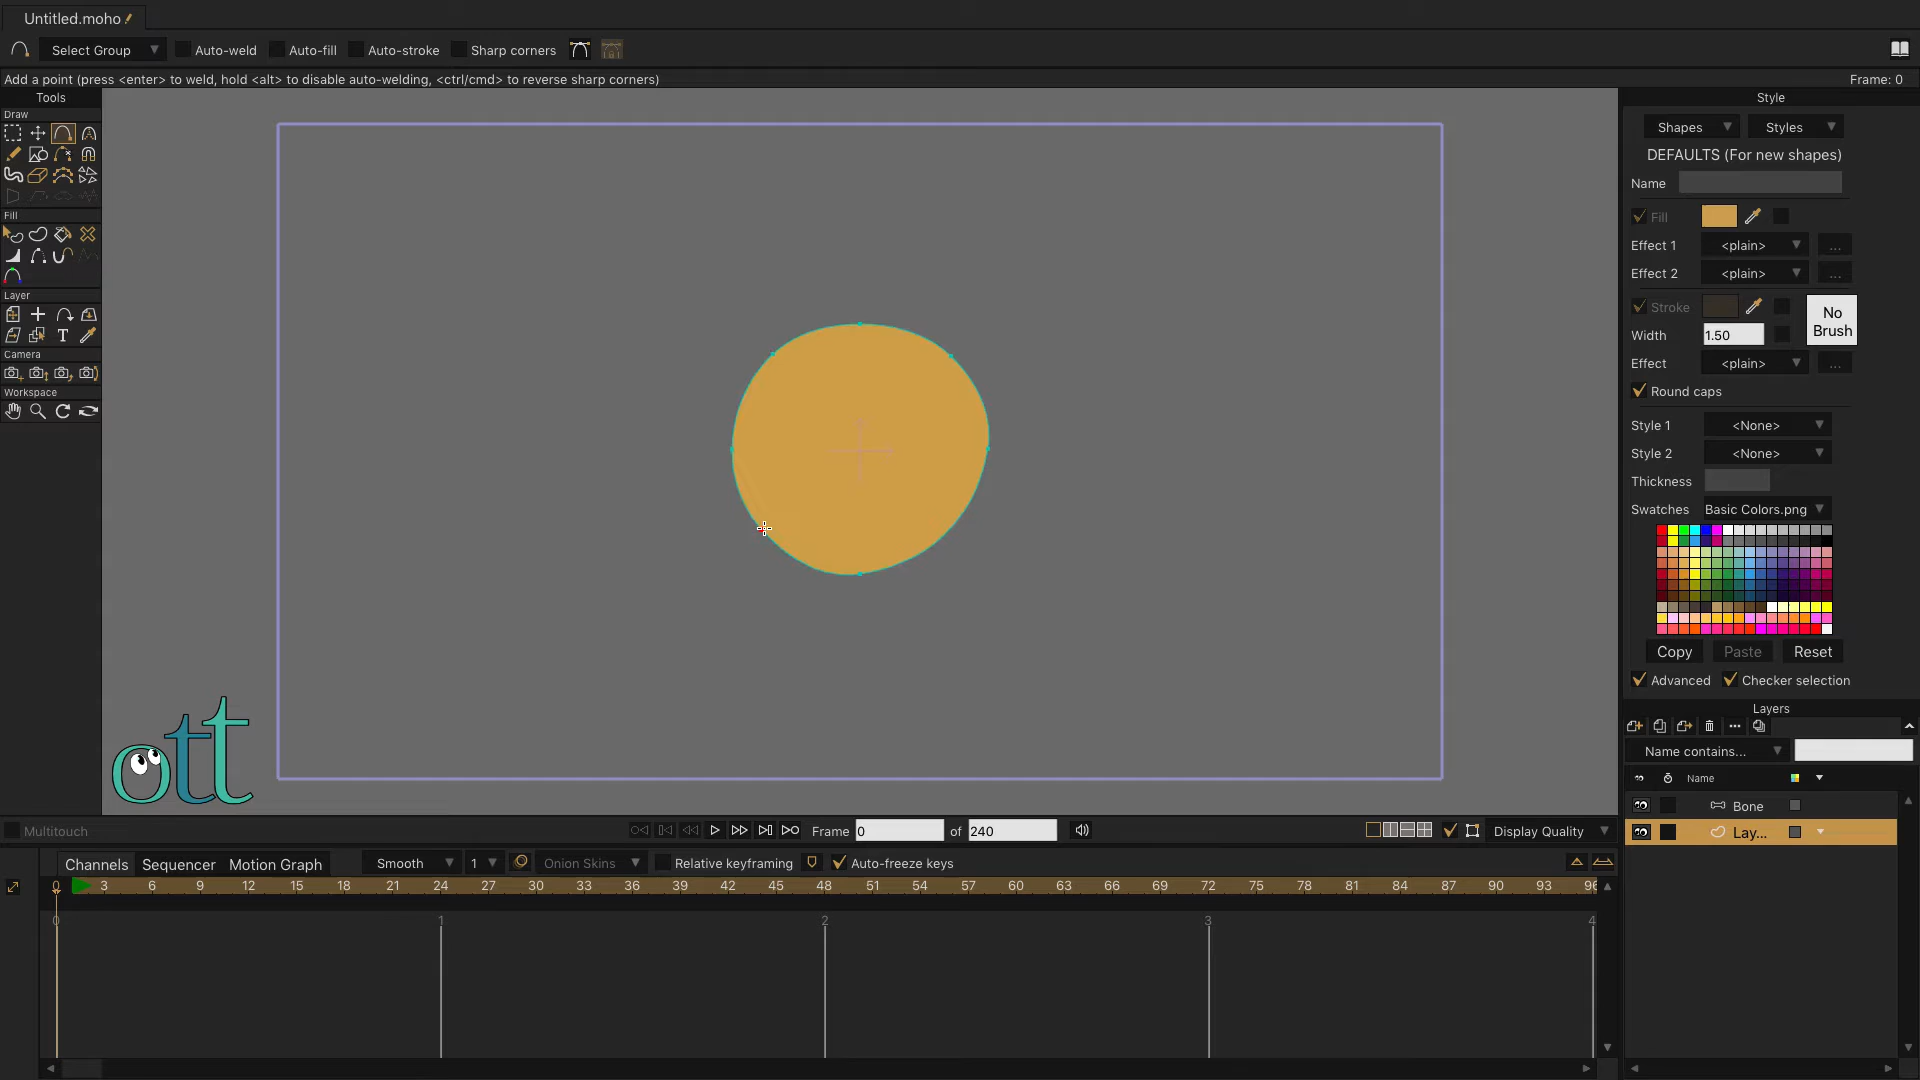 Untitled.moho
Select Group Auto-weld Auto-fill Auto-stroke Sharp corners
Add a point (press <enter> to weld, hold <alt> to disable auto-welding, <ctrl/cmd> to reverse sharp corners) Frame: 0
Tools
Draw
Fill
Layer
Camera
Workspace
ott
Style
Shapes Styles
DEFAULTS (For new shapes)
Name
Fill
Effect 1 <plain> ...
Effect 2 <plain> ...
Stroke No Brush
Width 1.50
Effect <plain> ...
Round caps
Style 1 <None>
Style 2 <None>
Thickness
Swatches Basic Colors.png
Copy Paste Reset
Advanced Checker selection
Layers
Name contains...
Name
Bone
Lay...
Multitouch Frame 0 of 240 Display Quality
Channels Sequencer Motion Graph Smooth 1 Onion Skins Relative keyframing Auto-freeze keys
0 3 6 9 12 15 18 21 24 27 30 33 36 39 42 45 48 51 54 57 60 63 66 69 72 75 78 81 84 87 90 93 96
0 1 2 3 4